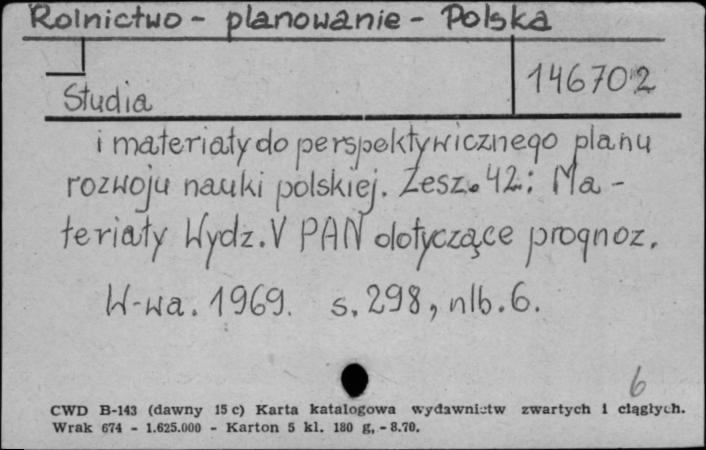 Rolnictwo - planowanie - Polska
146702
Studia
i materiały do perspektywicznego planu
rozwoju nauki polskiej. Zesz. 42: Ma-
teriały Wydz. V PAN dotyczące prognoz.
W-wa. 1969. s. 298, nlb. 6.
6
CWD B-143 (dawny 15 c) Karta katalogowa wydawnictw zwartych i ciągłych.
Wrak 674 - 1.625.000 - Karton 5 kl. 180 g, - 8.70.